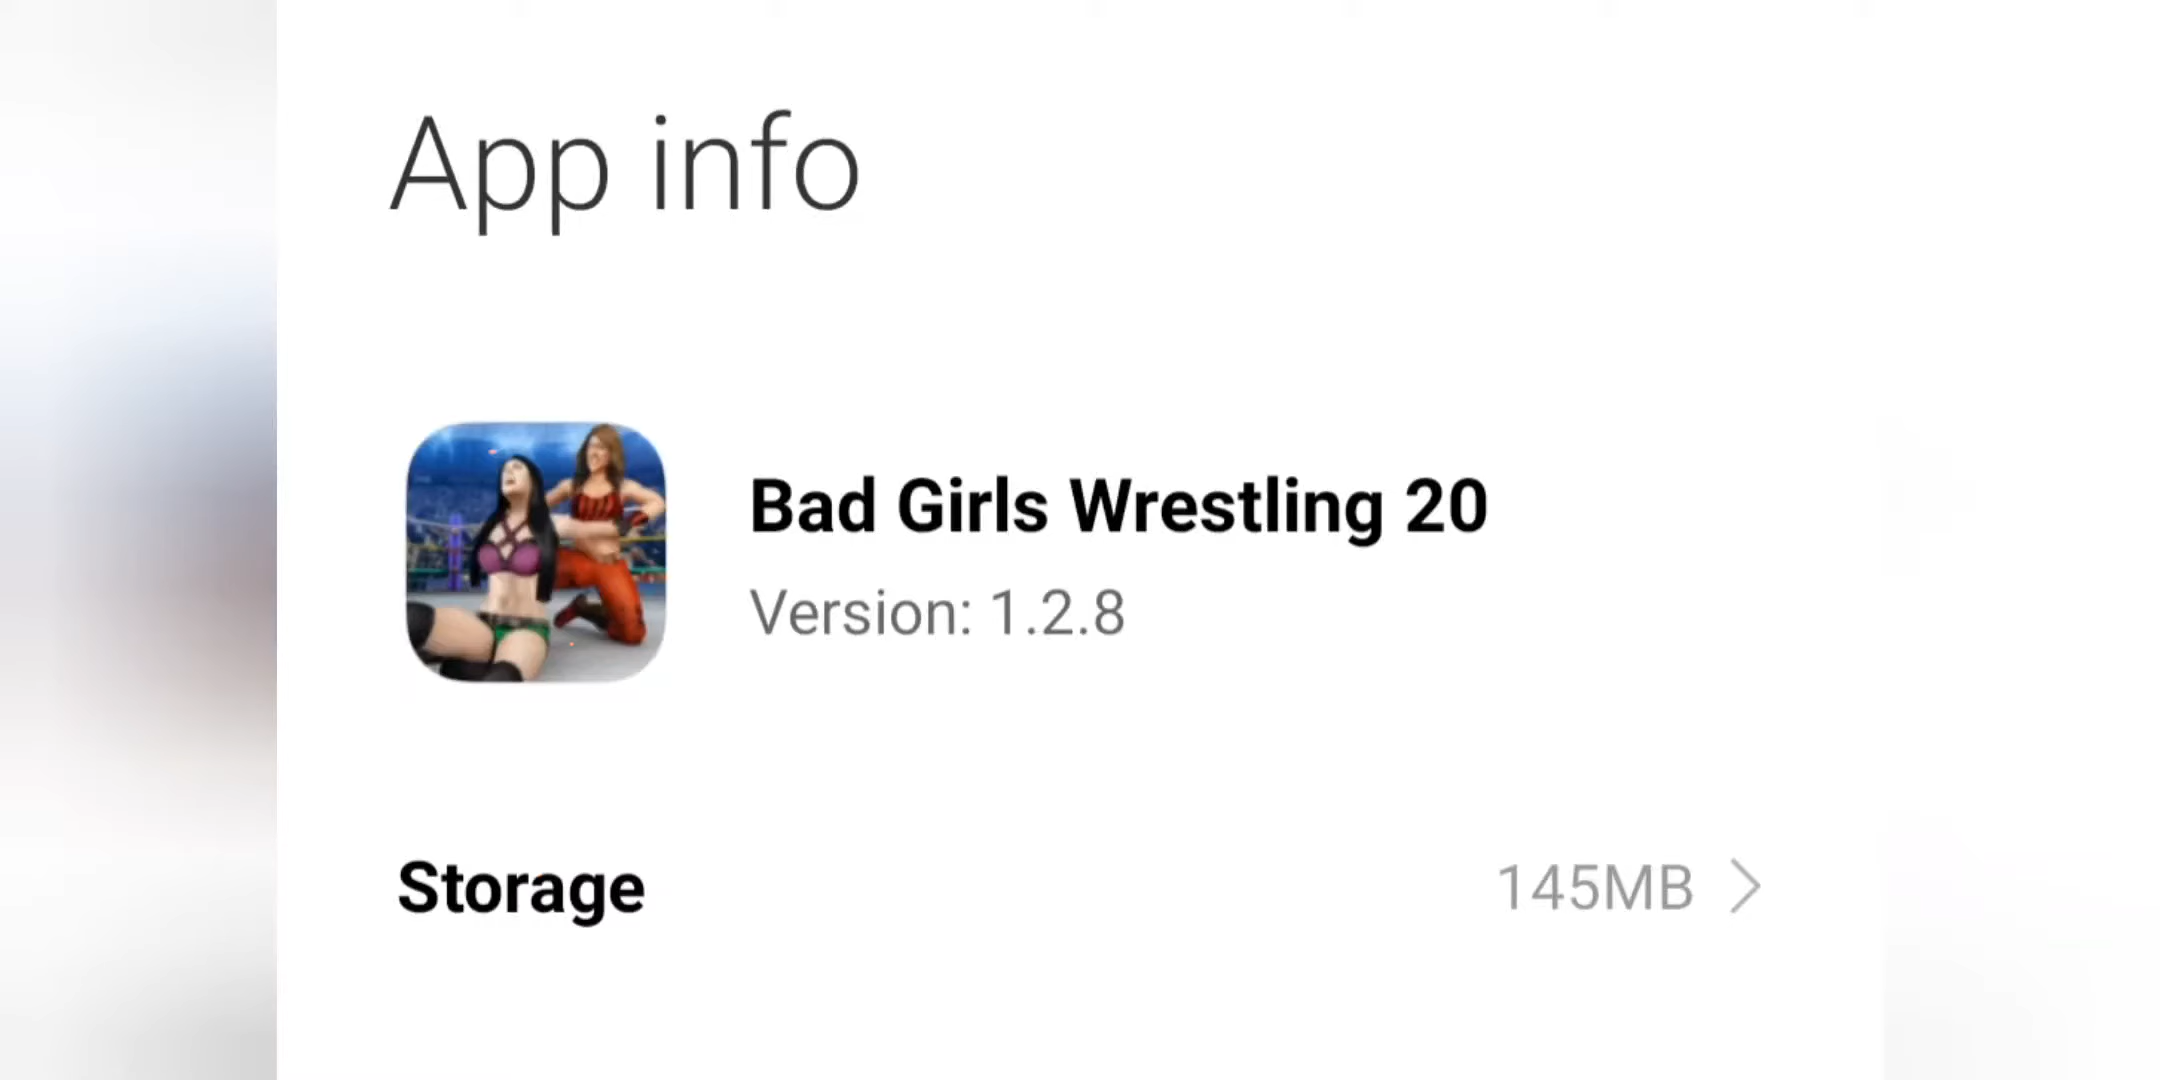 App info
Bad Girls Wrestling 20
Version: 1.2.8
Storage
145MB